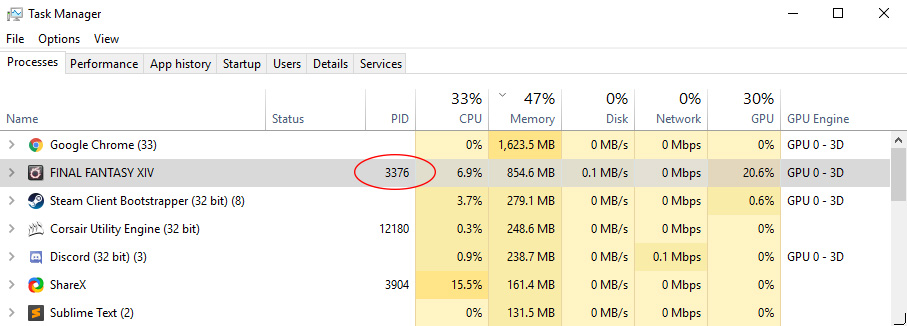 Task Manager
File Options View
Processes Performance App history Startup Users Details Services
33% 47% 0% 0% 30%
Name Status PID CPU Memory Disk Network GPU GPU Engine
Google Chrome (33) 0% 1,623.5 MB 0 MB/s 0 Mbps 0% GPU 0 - 3D
FINAL FANTASY XIV 3376 6.9% 854.6 MB 0.1 MB/s 0 Mbps 20.6% GPU 0 - 3D
Steam Client Bootstrapper (32 bit) (8) 3.7% 279.1 MB 0 MB/s 0 Mbps 0.6% GPU 0 - 3D
Corsair Utility Engine (32 bit) 12180 0.3% 248.6 MB 0 MB/s 0 Mbps 0%
Discord (32 bit) (3) 0.9% 238.7 MB 0 MB/s 0.1 Mbps 0% GPU 0 - 3D
ShareX 3904 15.5% 161.4 MB 0 MB/s 0 Mbps 0%
Sublime Text (2) 0% 131.5 MB 0 MB/s 0 Mbps 0%